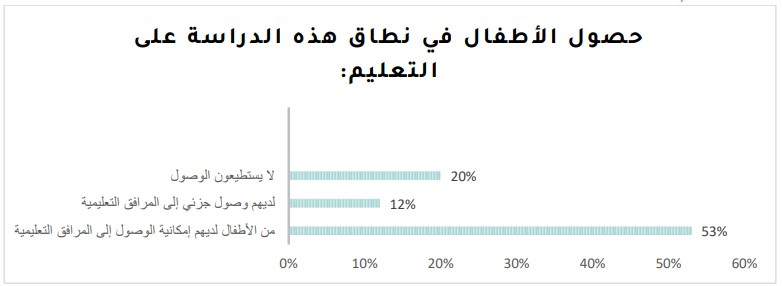 حصول الأطفال في نطاق هذه الدراسة على
التعليم:
لا يستطيعون الوصول
20%
لديهم وصول جزئي إلى المرافق التعليمية
12%
من الأطفال لديهم إمكانية الوصول إلى المرافق التعليمية
53%
0% 10% 20% 30% 40% 50% 60%